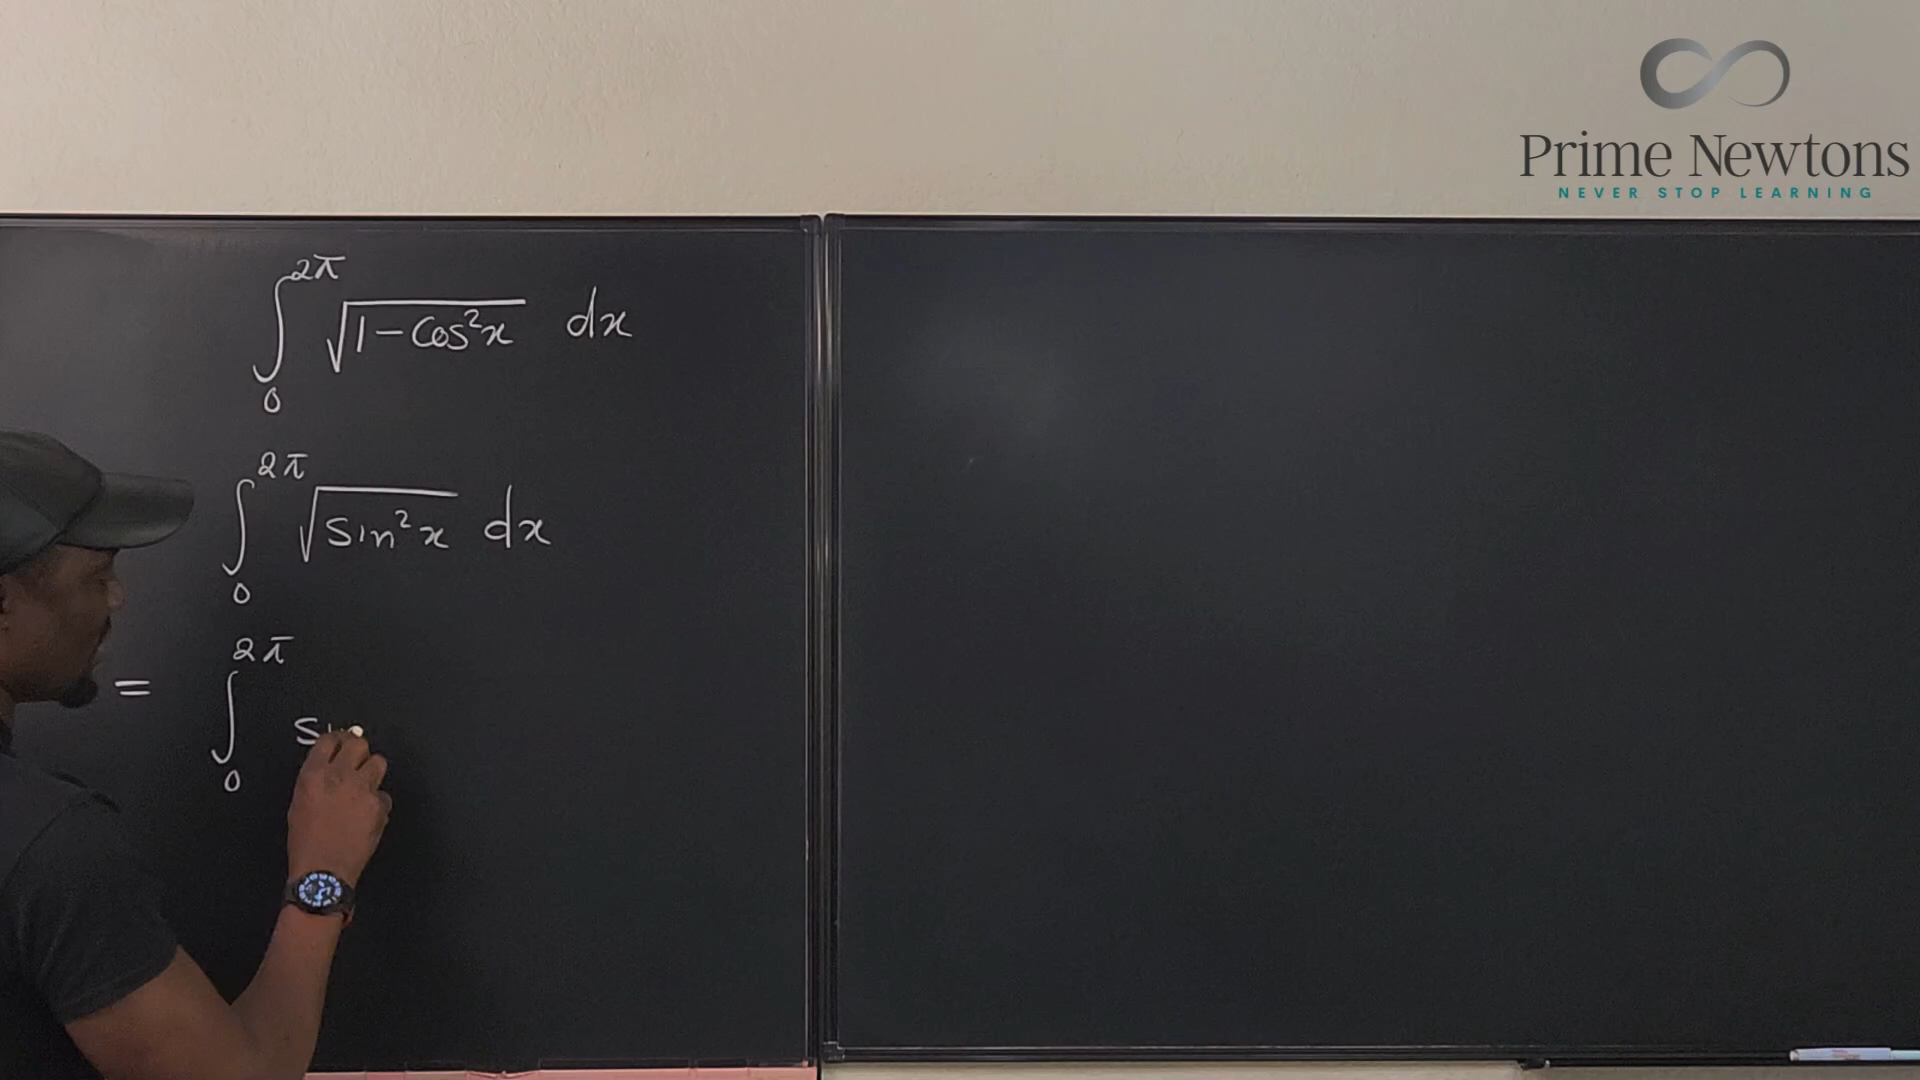 Prime Newtons
NEVER STOP LEARNING
∫₀^{2π} √(1 - Cos²x) dx
∫₀^{2π} √(Sin²x) dx
= ∫₀^{2π}